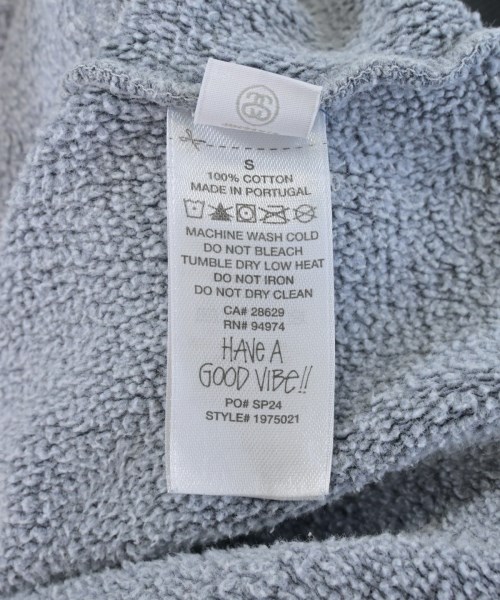 S
100% COTTON
MADE IN PORTUGAL
MACHINE WASH COLD
DO NOT BLEACH
TUMBLE DRY LOW HEAT
DO NOT IRON
DO NOT DRY CLEAN
CA# 28629
RN# 94974
HAVE A
GOOD VIBE!!
PO# SP24
STYLE# 1975021